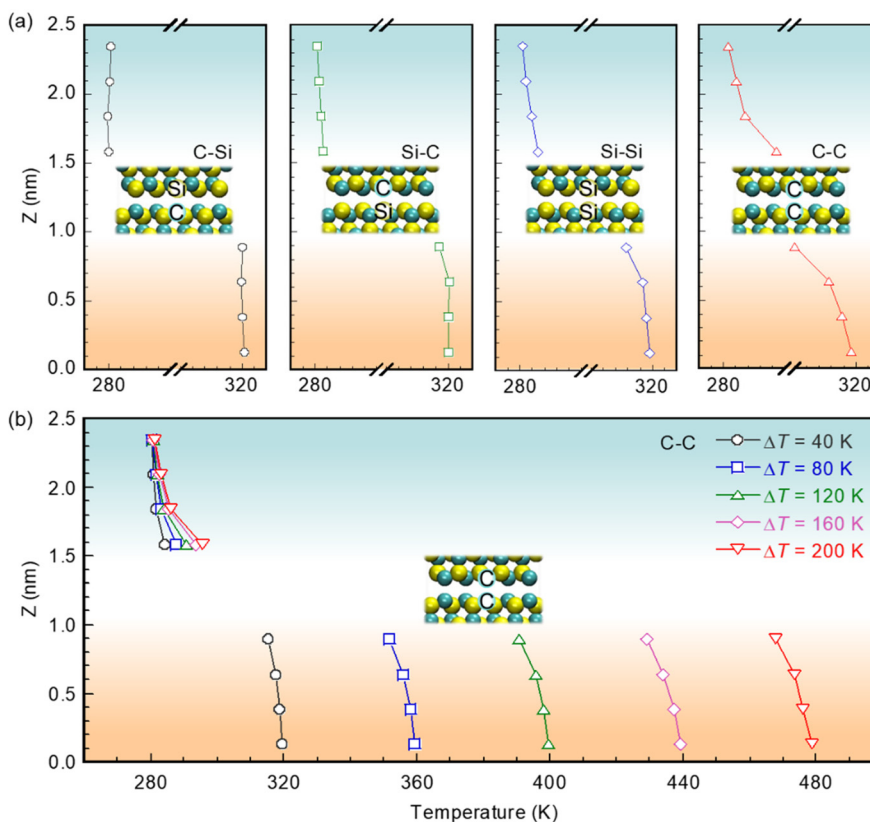 (a)
2.5
2.0
1.5
1.0
0.5
0.0
Z (nm)
C-Si
Si
C
280
320
Si-C
C
Si
280
320
Si-Si
Si
Si
280
320
C-C
C
C
280
320
(b)
2.5
2.0
1.5
1.0
0.5
0.0
Z (nm)
C-C
ΔT = 40 K
ΔT = 80 K
ΔT = 120 K
ΔT = 160 K
ΔT = 200 K
C
C
280 320 360 400 440 480
Temperature (K)